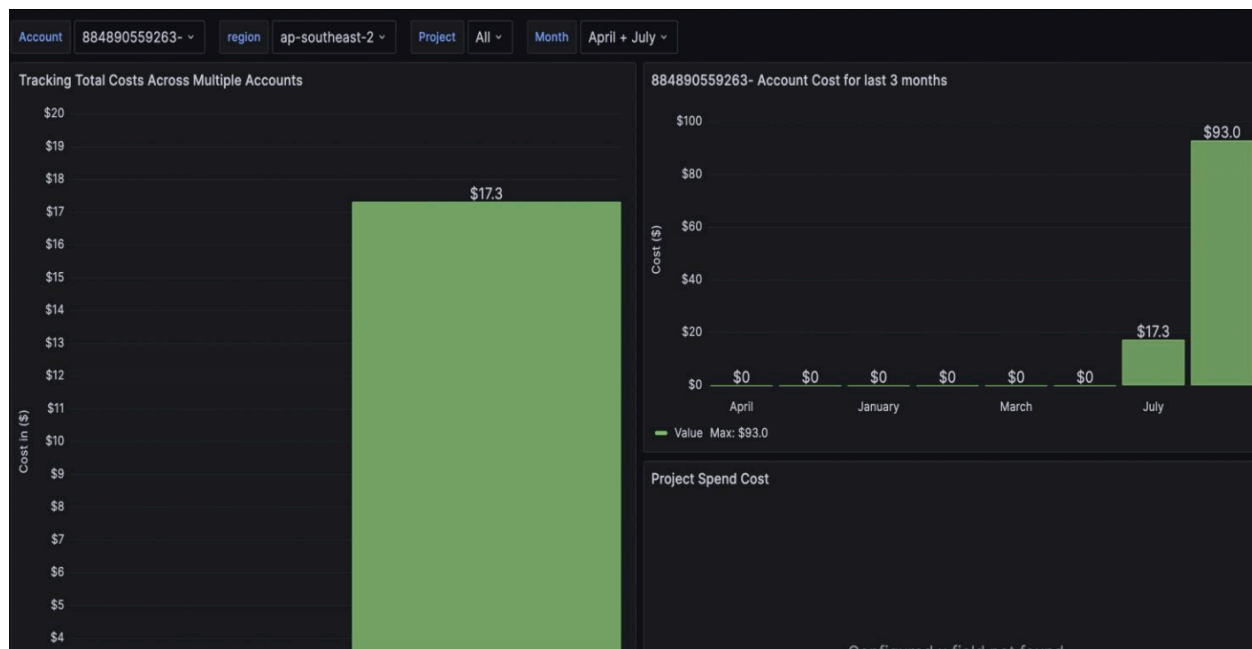 Account 884890559263- region ap-southeast-2 Project All Month April + July
Tracking Total Costs Across Multiple Accounts
$20
$19
$18
$17.3
$17
$16
$15
$14
$13
$12
$11
$10
$9
$8
$7
$6
$5
$4
Cost in ($)
884890559263- Account Cost for last 3 months
$100
$93.0
$80
$60
$40
$20
$17.3
$0 $0 $0 $0 $0 $0 $0
Cost ($)
April January March July
Value Max: $93.0
Project Spend Cost